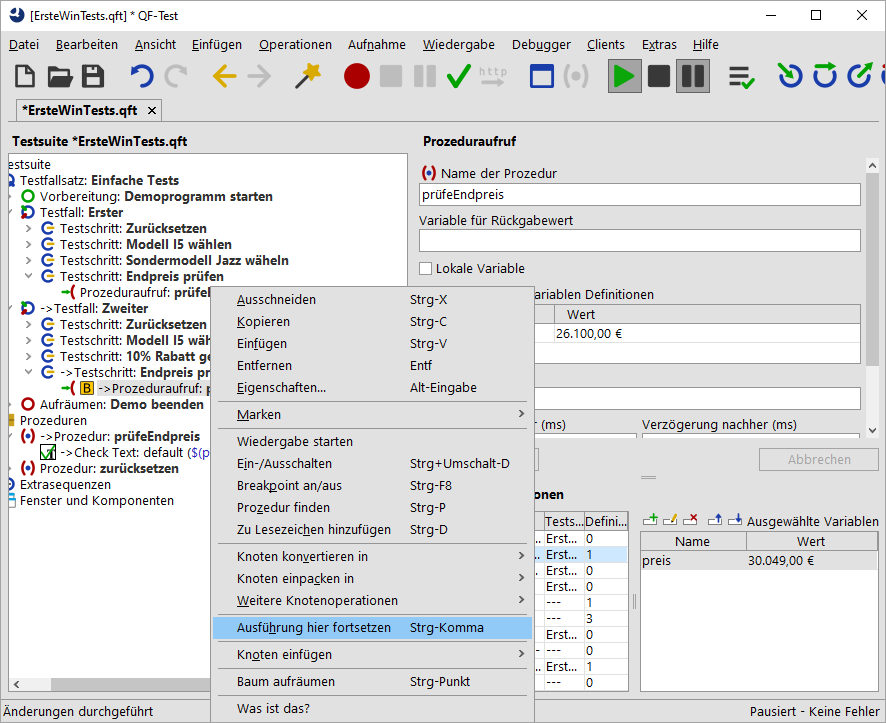 [ErsteWinTests.qft] * QF-Test
Datei Bearbeiten Ansicht Einfügen Operationen Aufnahme Wiedergabe Debugger Clients Extras Hilfe
http
*ErsteWinTests.qft ×
Testsuite *ErsteWinTests.qft
estsuite
Testfallsatz: Einfache Tests
Vorbereitung: Demoprogramm starten
Testfall: Erster
Testschritt: Zurücksetzen
Testschritt: Modell I5 wählen
Testschritt: Sondermodell Jazz wäheln
Testschritt: Endpreis prüfen
Prozeduraufruf: prüfe
->Testfall: Zweiter
Testschritt: Zurücksetzen
Testschritt: Modell I5 wäh
Testschritt: 10% Rabatt ge
->Testschritt: Endpreis pr
B ->Prozeduraufruf: p
Aufräumen: Demo beenden
Prozeduren
->Prozedur: prüfeEndpreis
->Check Text: default ($(p
Prozedur: zurücksetzen
Extrasequenzen
Fenster und Komponenten
Ausschneiden Strg-X
Kopieren Strg-C
Einfügen Strg-V
Entfernen Entf
Eigenschaften... Alt-Eingabe
Marken
Wiedergabe starten
Ein-/Ausschalten Strg+Umschalt-D
Breakpoint an/aus Strg-F8
Prozedur finden Strg-P
Zu Lesezeichen hinzufügen Strg-D
Knoten konvertieren in
Knoten einpacken in
Weitere Knotenoperationen
Ausführung hier fortsetzen Strg-Komma
Knoten einfügen
Baum aufräumen Strg-Punkt
Was ist das?
Prozeduraufruf
Name der Prozedur
prüfeEndpreis
Variable für Rückgabewert
Lokale Variable
ariablen Definitionen
Wert
26.100,00 €
r (ms) Verzögerung nachher (ms)
Abbrechen
onen
Tests... Defini...
.. Erst... 0
.. Erst... 1
.. Erst... 0
Erst... 0
--- 1
--- 3
Erst... 0
- --- 0
.. Erst... 1
--- 0
Ausgewählte Variablen
Name Wert
preis 30.049,00 €
Änderungen durchgeführt Pausiert - Keine Fehler